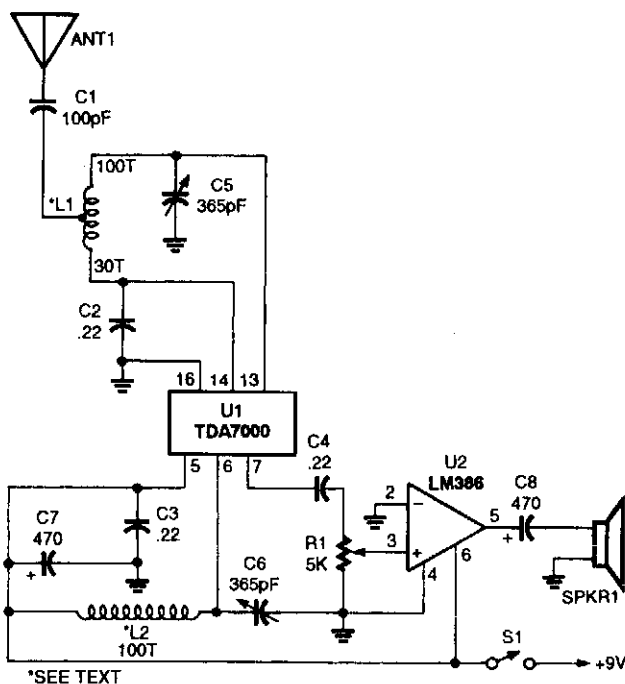 ANT1
C1
100pF
100T
*L1
C5
365pF
30T
C2
.22
16
14
13
U1
TDA7000
5
6
7
C4
.22
U2
LM386
2
−
C8
470
5
+
C7
470
+
C3
.22
R1
5K
3
+
4
6
C6
365pF
SPKR1
*L2
100T
S1
+9V
*SEE TEXT